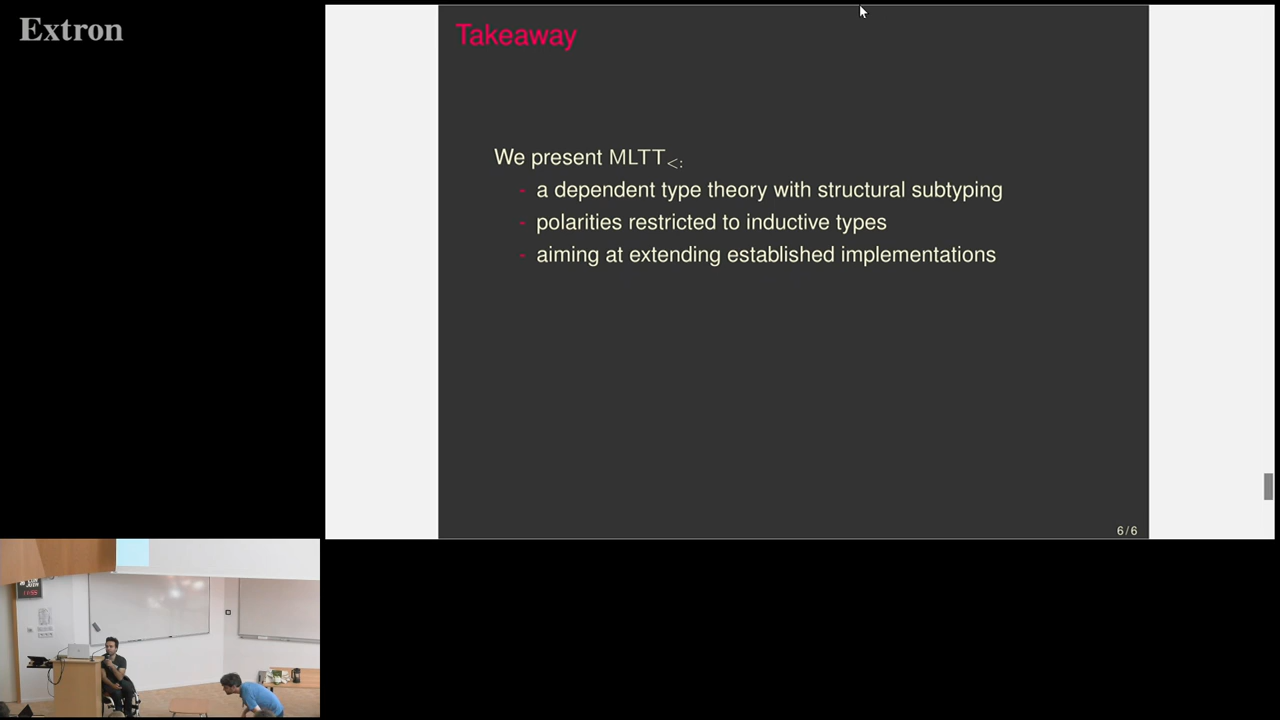 Extron
Takeaway
We present MLTT<:
- a dependent type theory with structural subtyping
- polarities restricted to inductive types
- aiming at extending established implementations
6/6